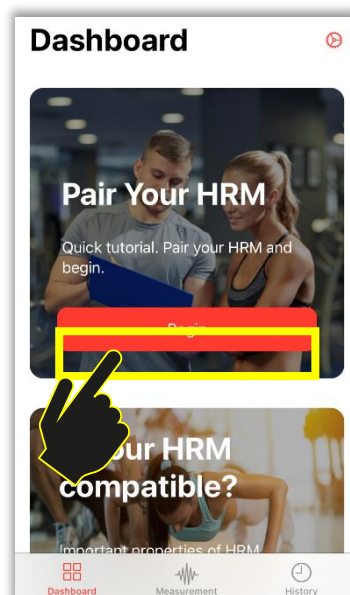 Dashboard
Pair Your HRM
Quick tutorial. Pair your HRM and
begin.
Begin
your HRM
compatible?
Important properties of HRM
Dashboard
Measurement
History